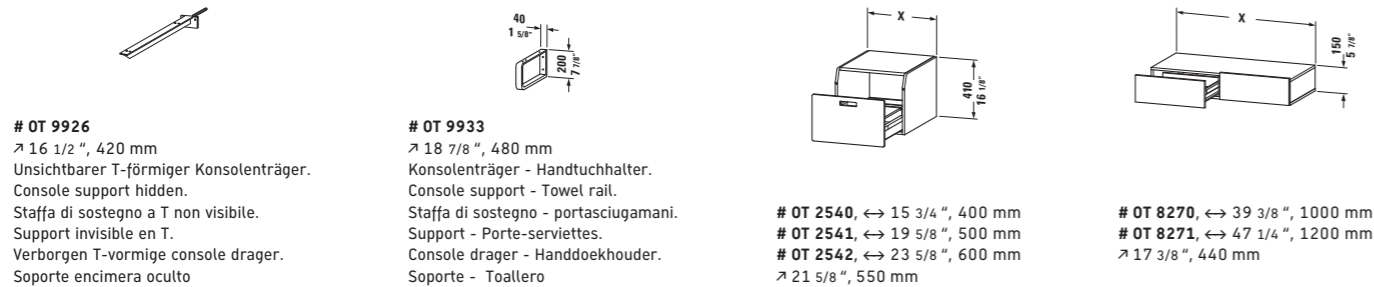 40
1 5/8"
200
7 7/8"
X
410
16 1/8"
X
150
5 7/8"
# OT 9926
↗ 16 1/2 “, 420 mm
Unsichtbarer T-förmiger Konsolenträger.
Console support hidden.
Staffa di sostegno a T non visibile.
Support invisible en T.
Verborgen T-vormige console drager.
Soporte encimera oculto
# OT 9933
↗ 18 7/8 “, 480 mm
Konsolenträger - Handtuchhalter.
Console support - Towel rail.
Staffa di sostegno - portasciugamani.
Support - Porte-serviettes.
Console drager - Handdoekhouder.
Soporte - Toallero
# OT 2540, ↔ 15 3/4 “, 400 mm
# OT 2541, ↔ 19 5/8 “, 500 mm
# OT 2542, ↔ 23 5/8 “, 600 mm
↗ 21 5/8 “, 550 mm
# OT 8270, ↔ 39 3/8 “, 1000 mm
# OT 8271, ↔ 47 1/4 “, 1200 mm
↗ 17 3/8 “, 440 mm